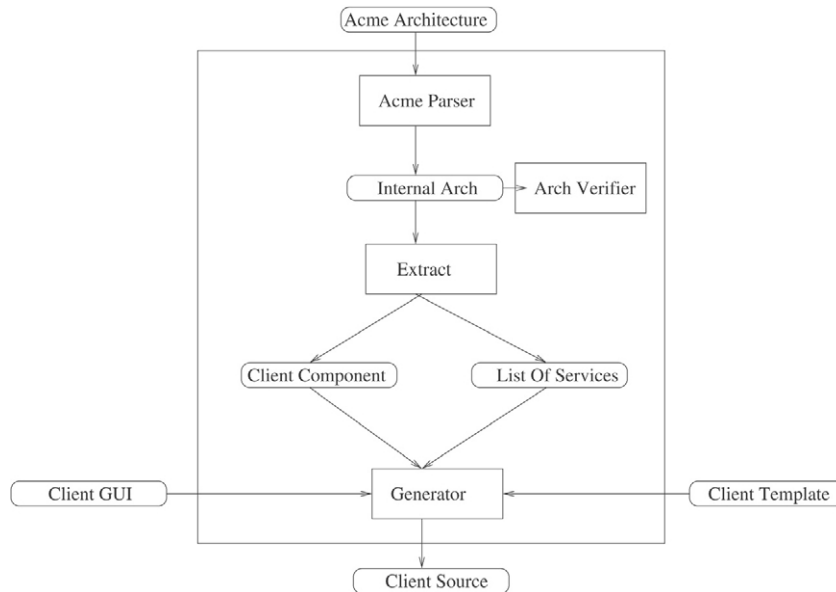 Acme Architecture
Acme Parser
Internal Arch
Arch Verifier
Extract
Client Component
List Of Services
Client GUI
Generator
Client Template
Client Source